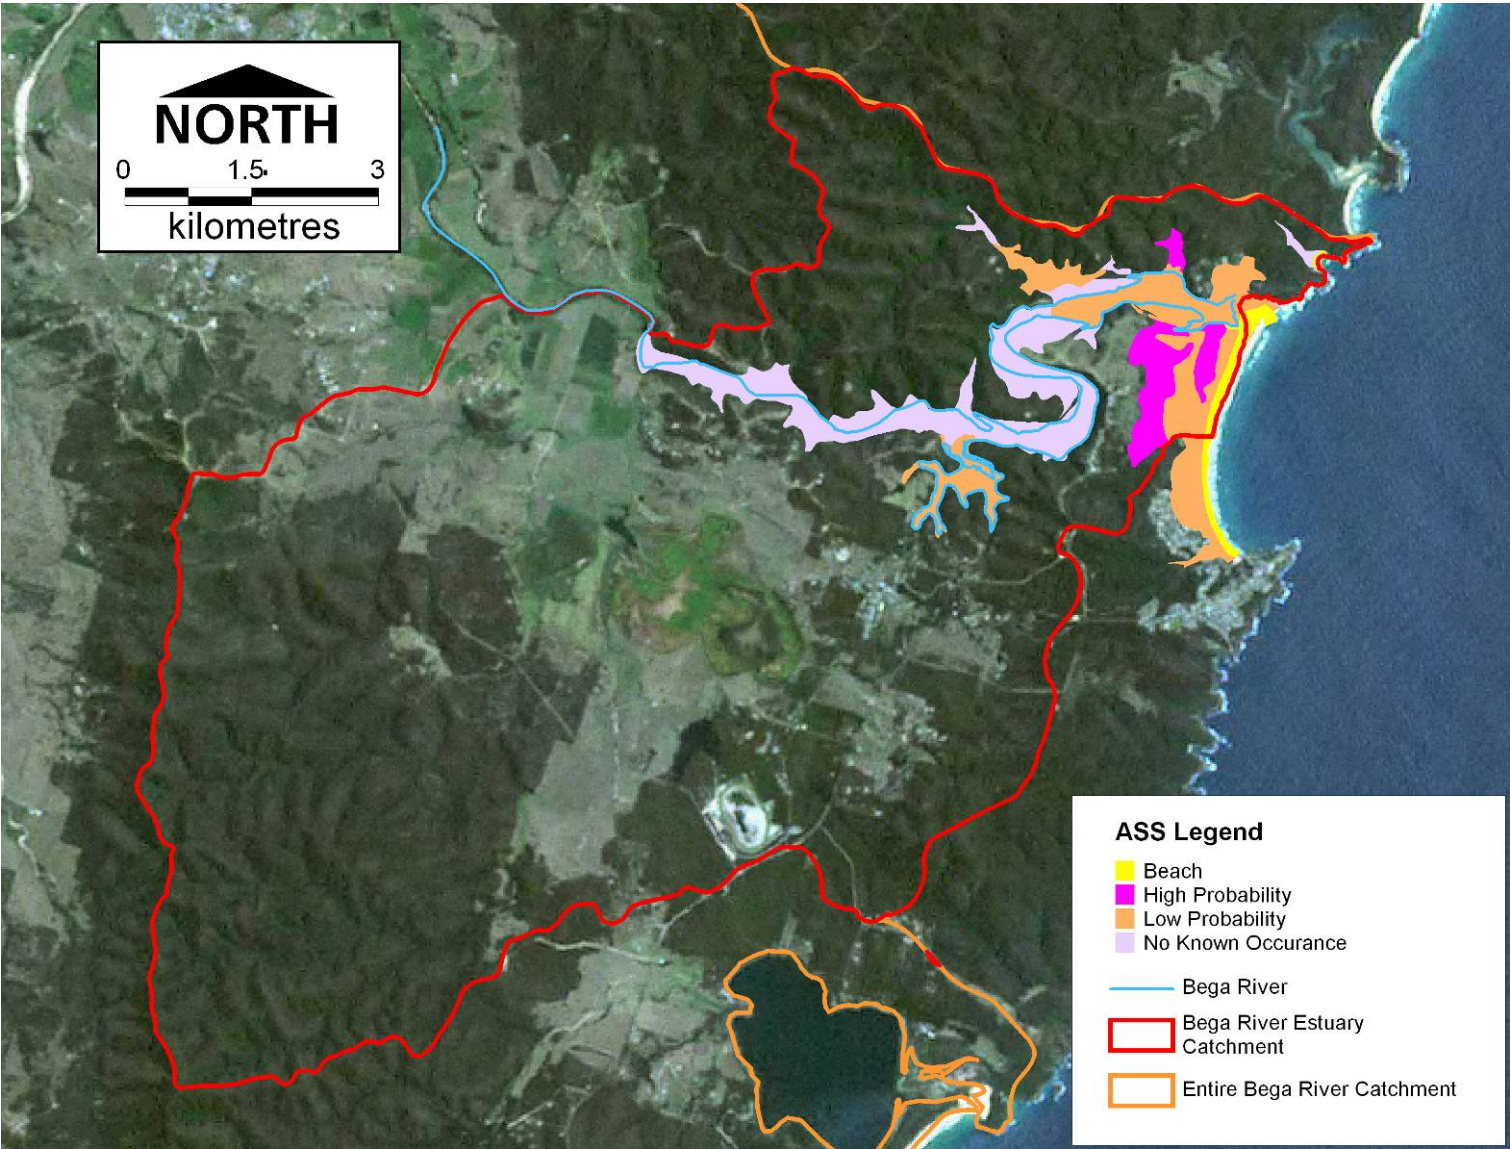 NORTH
0 1.5 3
kilometres
ASS Legend
Beach
High Probability
Low Probability
No Known Occurance
Bega River
Bega River Estuary
Catchment
Entire Bega River Catchment